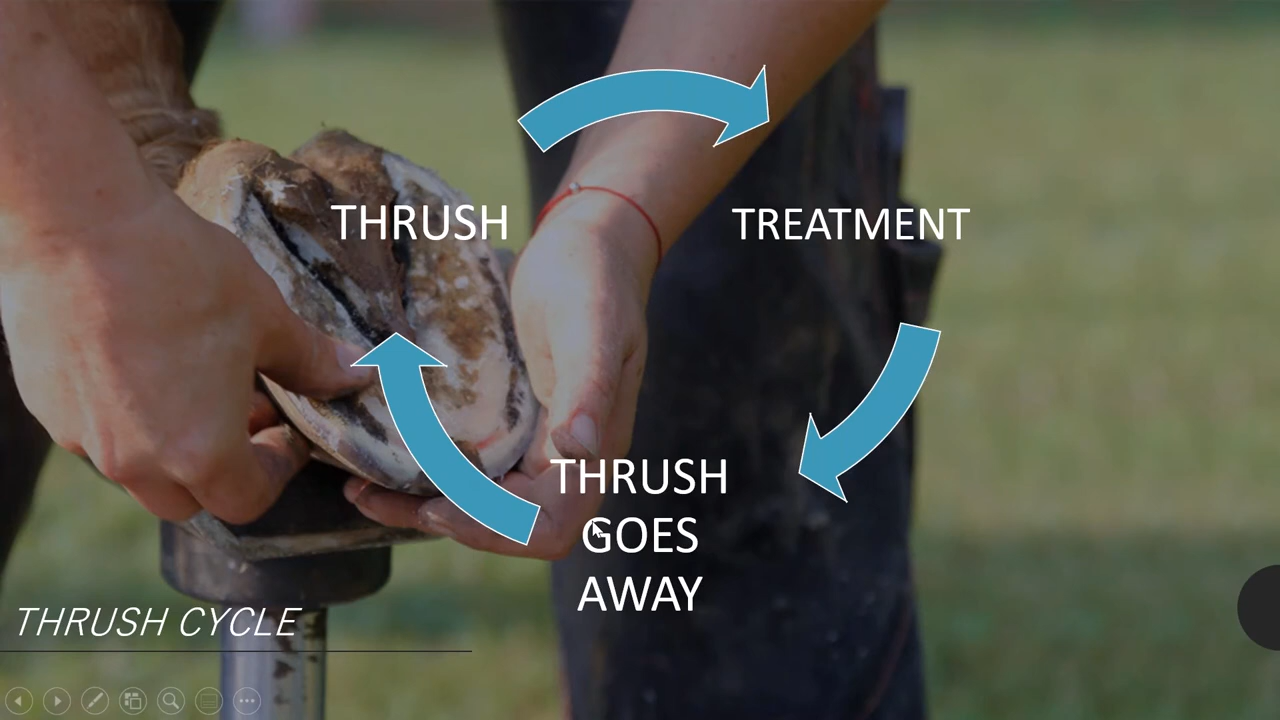 THRUSH
TREATMENT
THRUSH
GOES
AWAY
THRUSH CYCLE